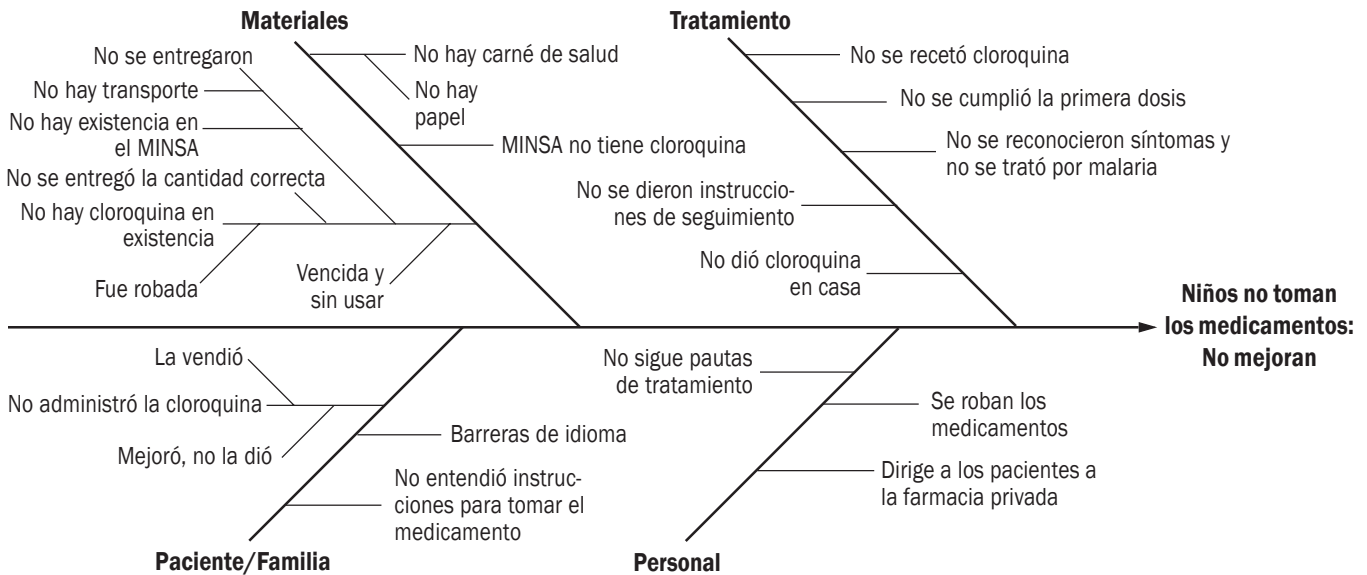 Materiales
No se entregaron
No hay transporte
No hay existencia en
el MINSA
No se entregó la cantidad correcta
No hay cloroquina en
existencia
Fue robada
Vencida y
sin usar
No hay carné de salud
No hay
papel
MINSA no tiene cloroquina
Tratamiento
No se recetó cloroquina
No se cumplió la primera dosis
No se reconocieron síntomas y
no se trató por malaria
No se dieron instruccio-
nes de seguimiento
No dió cloroquina
en casa
Niños no toman
los medicamentos:
No mejoran
La vendió
No administró la cloroquina
Mejoró, no la dió
Barreras de idioma
No entendió instruc-
ciones para tomar el
medicamento
Paciente/Familia
No sigue pautas
de tratamiento
Se roban los
medicamentos
Dirige a los pacientes a
la farmacia privada
Personal